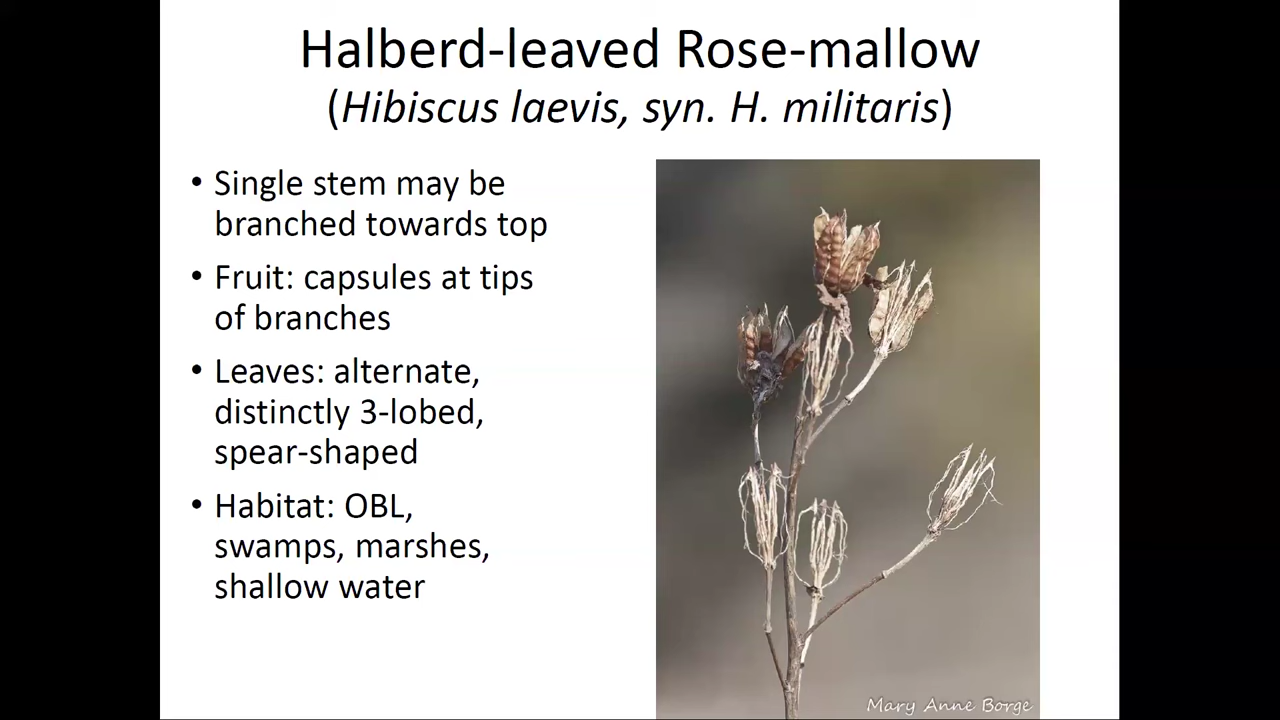 Halberd-leaved Rose-mallow
(Hibiscus laevis, syn. H. militaris)
• Single stem may be
branched towards top
• Fruit: capsules at tips
of branches
• Leaves: alternate,
distinctly 3-lobed,
spear-shaped
• Habitat: OBL,
swamps, marshes,
shallow water
Mary Anne Borge